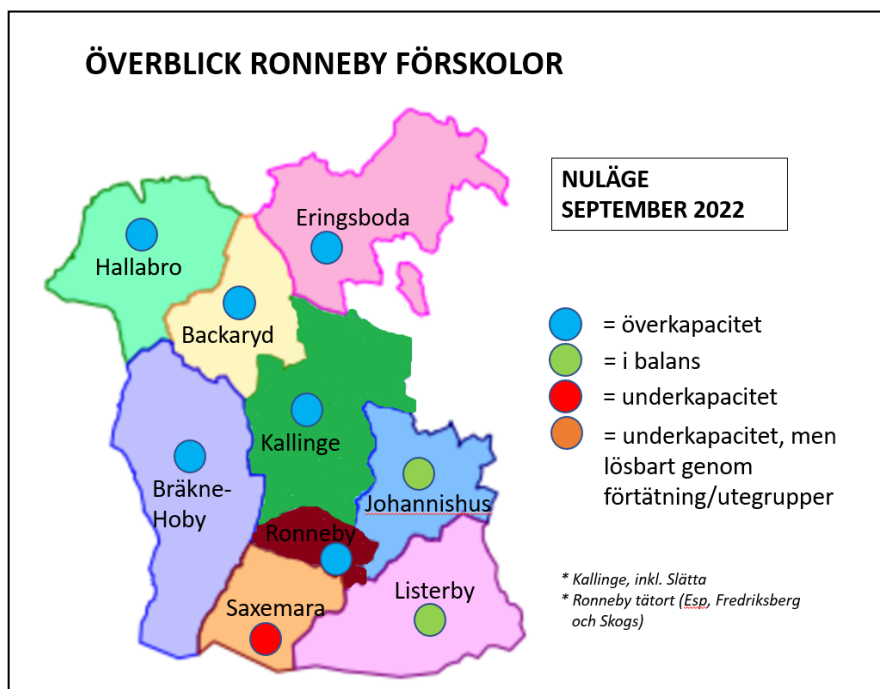 ÖVERBLICK RONNEBY FÖRSKOLOR
NULÄGE
SEPTEMBER 2022
Eringsboda
Hallabro
Backaryd
Kallinge
Bräkne-
Hoby
Johannishus
Ronneby
Saxemara
Listerby
= överkapacitet
= i balans
= underkapacitet
= underkapacitet, men
lösbart genom
förtätning/utegrupper
* Kallinge, inkl. Slätta
* Ronneby tätort (Esp, Fredriksberg
och Skogs)